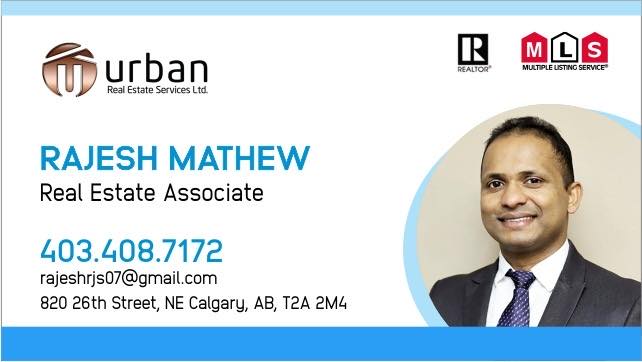 urban
Real Estate Services Ltd.
R
REALTOR®
MLS
MULTIPLE LISTING SERVICE®
RAJESH MATHEW
Real Estate Associate
403.408.7172
rajeshrjs07@gmail.com
820 26th Street, NE Calgary, AB, T2A 2M4